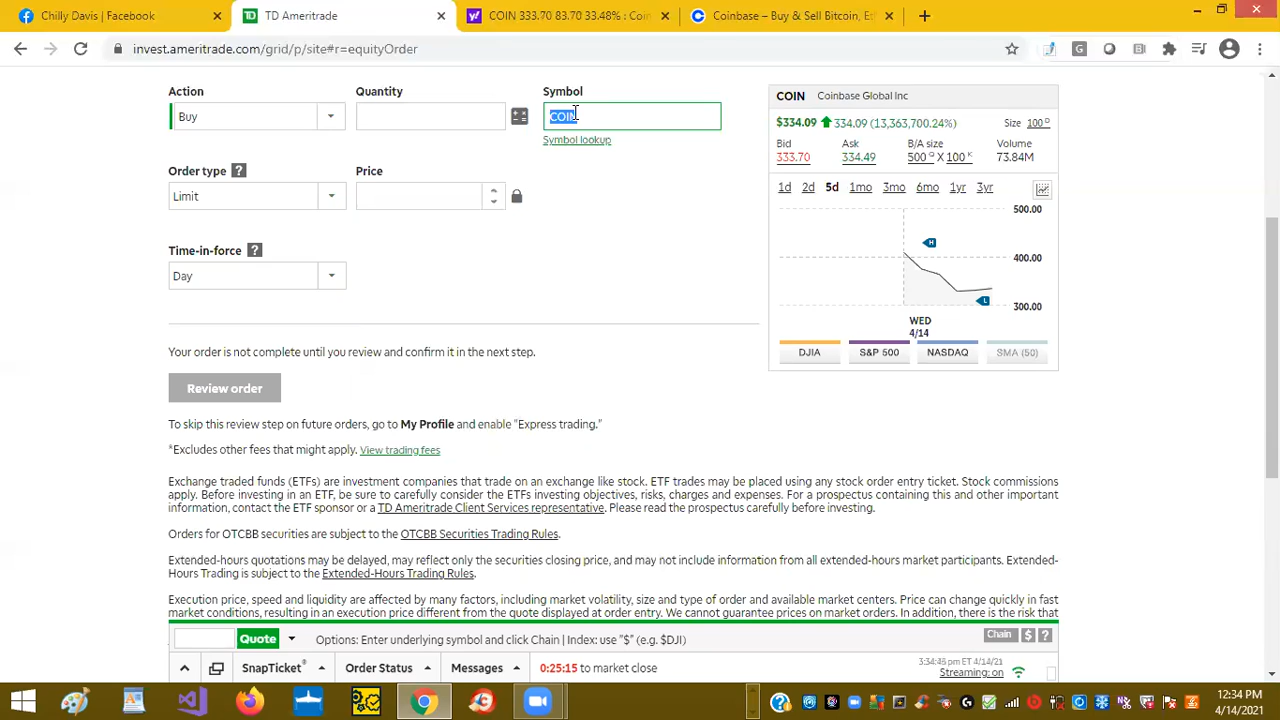 Chilly Davis | Facebook
TD Ameritrade
COIN 333.70 83.70 33.48% : Com
Coinbase – Buy & Sell Bitcoin, Et
invest.ameritrade.com/grid/p/site#r=equityOrder
Action
Quantity
Symbol
Buy
COIN
Symbol lookup
Order type ?
Price
Limit
Time-in-force ?
Day
COIN Coinbase Global Inc
$334.09 334.09 (13,363,700.24%) Size 100 Q
Bid Ask B/A size Volume
333.70 334.49 500 Q X 100 K 73.84M
1d 2d 5d 1mo 3mo 6mo 1yr 3yr
500.00
H
400.00
L
300.00
WED
4/14
DJIA S&P 500 NASDAQ SMA (50)
Your order is not complete until you review and confirm it in the next step.
Review order
To skip this review step on future orders, go to My Profile and enable "Express trading."
*Excludes other fees that might apply. View trading fees
Exchange traded funds (ETFs) are investment companies that trade on an exchange like stock. ETF trades may be placed using any stock order entry ticket. Stock commissions
apply. Before investing in an ETF, be sure to carefully consider the ETFs investing objectives, risks, charges and expenses. For a prospectus containing this and other important
information, contact the ETF sponsor or a TD Ameritrade Client Services representative. Please read the prospectus carefully before investing.
Orders for OTCBB securities are subject to the OTCBB Securities Trading Rules.
Extended-hours quotations may be delayed, may reflect only the securities closing price, and may not include information from all extended-hours market participants. Extended-
Hours Trading is subject to the Extended-Hours Trading Rules.
Execution price, speed and liquidity are affected by many factors, including market volatility, size and type of order and available market centers. Price can change quickly in fast
market conditions, resulting in an execution price different from the quote displayed at order entry. We cannot guarantee prices on market orders. In addition, there is the risk that
Quote Options: Enter underlying symbol and click Chain | Index: use "$" (e.g. $DJI) Chain $ ?
SnapTicket® Order Status Messages 0:25:15 to market close
3:34:46 pm ET 4/14/21
Streaming: on
12:34 PM
4/14/2021